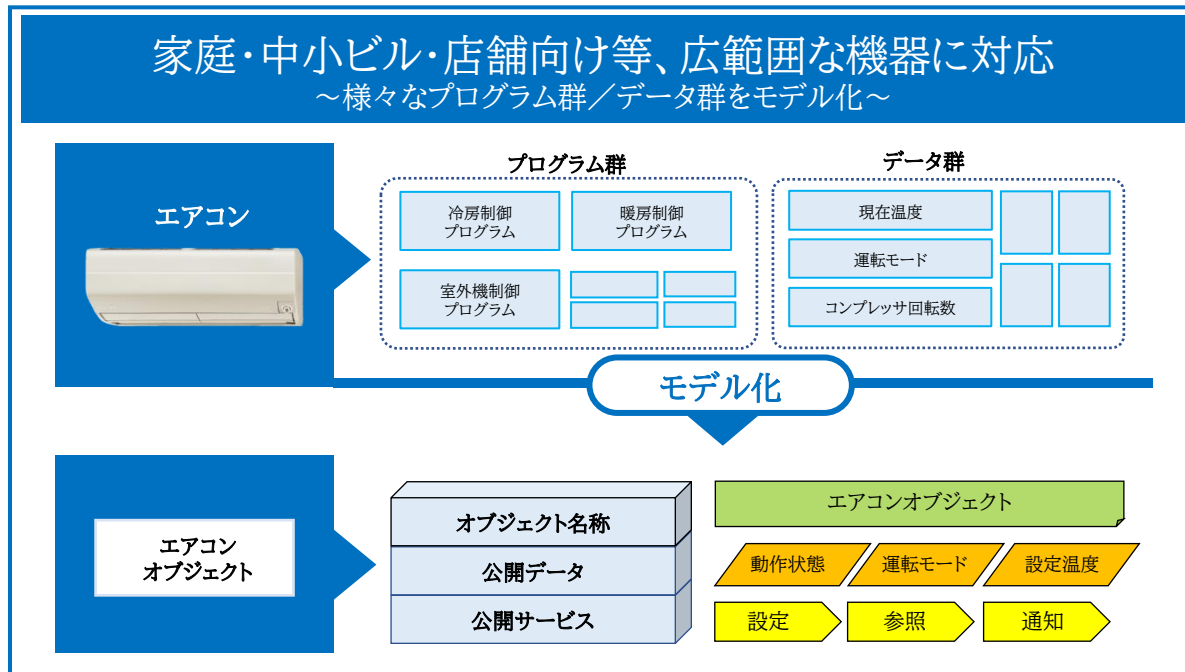 家庭・中小ビル・店舗向け等、広範囲な機器に対応
～様々なプログラム群／データ群をモデル化～
エアコン
プログラム群
冷房制御
プログラム
暖房制御
プログラム
室外機制御
プログラム
データ群
現在温度
運転モード
コンプレッサ回転数
モデル化
エアコン
オブジェクト
オブジェクト名称
公開データ
公開サービス
エアコンオブジェクト
動作状態
運転モード
設定温度
設定
参照
通知